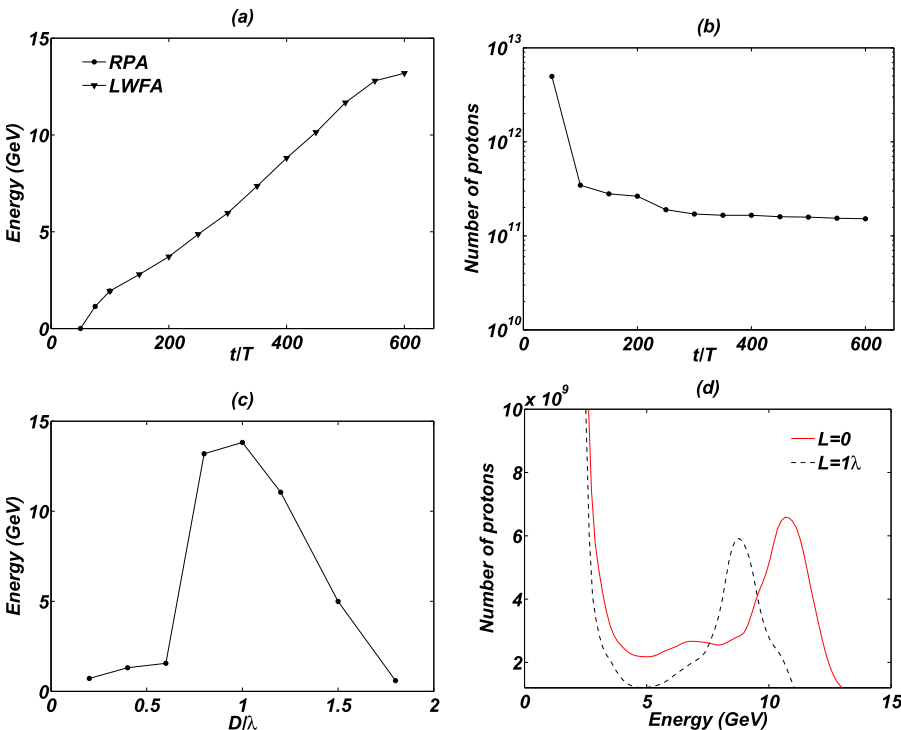 (a)
15
10
5
0
Energy (GeV)
RPA
LWFA
0 200 400 600
t/T
(b)
10^13
10^12
10^11
10^10
Number of protons
0 200 400 600
t/T
(c)
15
10
5
0
Energy (GeV)
0 0.5 1 1.5 2
D/λ
(d)
x 10^9
10
8
6
4
2
Number of protons
L=0
L=1λ
0 5 10 15
Energy (GeV)